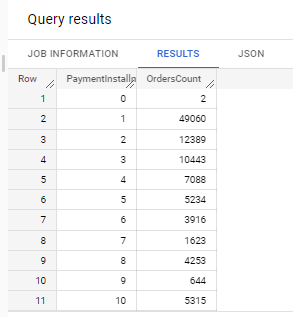 Query results
JOB INFORMATION RESULTS JSON
Row PaymentInstalln OrdersCount
1 0 2
2 1 49060
3 2 12389
4 3 10443
5 4 7088
6 5 5234
7 6 3916
8 7 1623
9 8 4253
10 9 644
11 10 5315